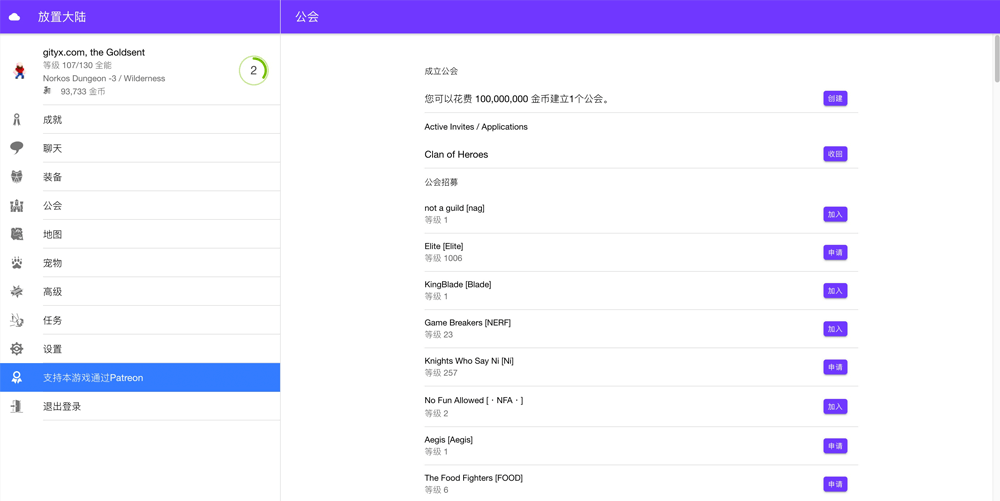 放置大陆
公会
gityx.com, the Goldsent
等级 107/130 全能
Norkos Dungeon -3 / Wilderness
93,733 金币
2
成就
聊天
装备
公会
地图
宠物
高级
任务
设置
支持本游戏通过Patreon
退出登录
成立公会
您可以花费 100,000,000 金币建立1个公会。
创建
Active Invites / Applications
Clan of Heroes
收回
公会招募
not a guild [nag]
等级 1
加入
Elite [Elite]
等级 1006
申请
KingBlade [Blade]
等级 1
加入
Game Breakers [NERF]
等级 23
加入
Knights Who Say Ni [Ni]
等级 257
申请
No Fun Allowed [・NFA・]
等级 2
加入
Aegis [Aegis]
等级 1
申请
The Food Fighters [FOOD]
等级 6
申请